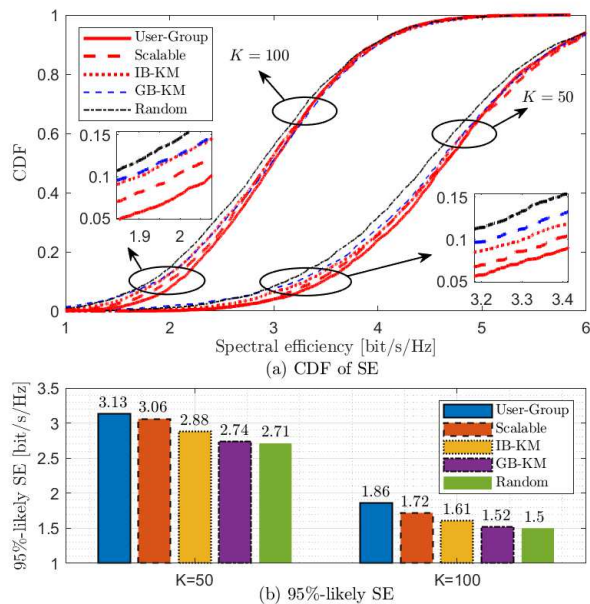 CDF
1
0.8
0.6
0.4
0.2
0
User-Group
Scalable
IB-KM
GB-KM
Random
K = 100
K = 50
0.15
0.1
0.05
1.9 2
0.15
0.1
0.05
3.2 3.3 3.4
1 2 3 4 5 6
Spectral efficiency [bit/s/Hz]
(a) CDF of SE
95%-likely SE [bit/s/Hz]
3.5
3
2.5
2
1.5
1
3.13 3.06 2.88 2.74 2.71
1.86 1.72 1.61 1.52 1.5
User-Group
Scalable
IB-KM
GB-KM
Random
K=50 K=100
(b) 95%-likely SE